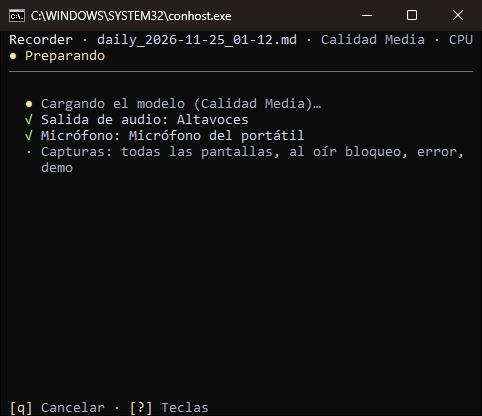 C:\WINDOWS\SYSTEM32\conhost.exe
Recorder · daily_2026-11-25_01-12.md · Calidad Media · CPU
● Preparando
● Cargando el modelo (Calidad Media)…
√ Salida de audio: Altavoces
√ Micrófono: Micrófono del portátil
· Capturas: todas las pantallas, al oír bloqueo, error,
demo
[q] Cancelar · [?] Teclas